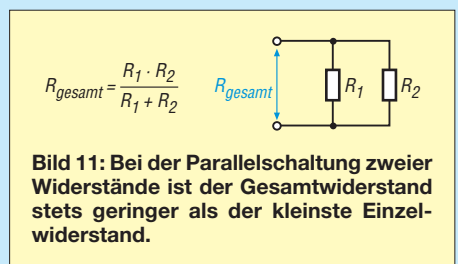 R_gesamt = (R_1 · R_2) / (R_1 + R_2)
R_gesamt
R_1
R_2
Bild 11: Bei der Parallelschaltung zweier
Widerstände ist der Gesamtwiderstand
stets geringer als der kleinste Einzel-
widerstand.